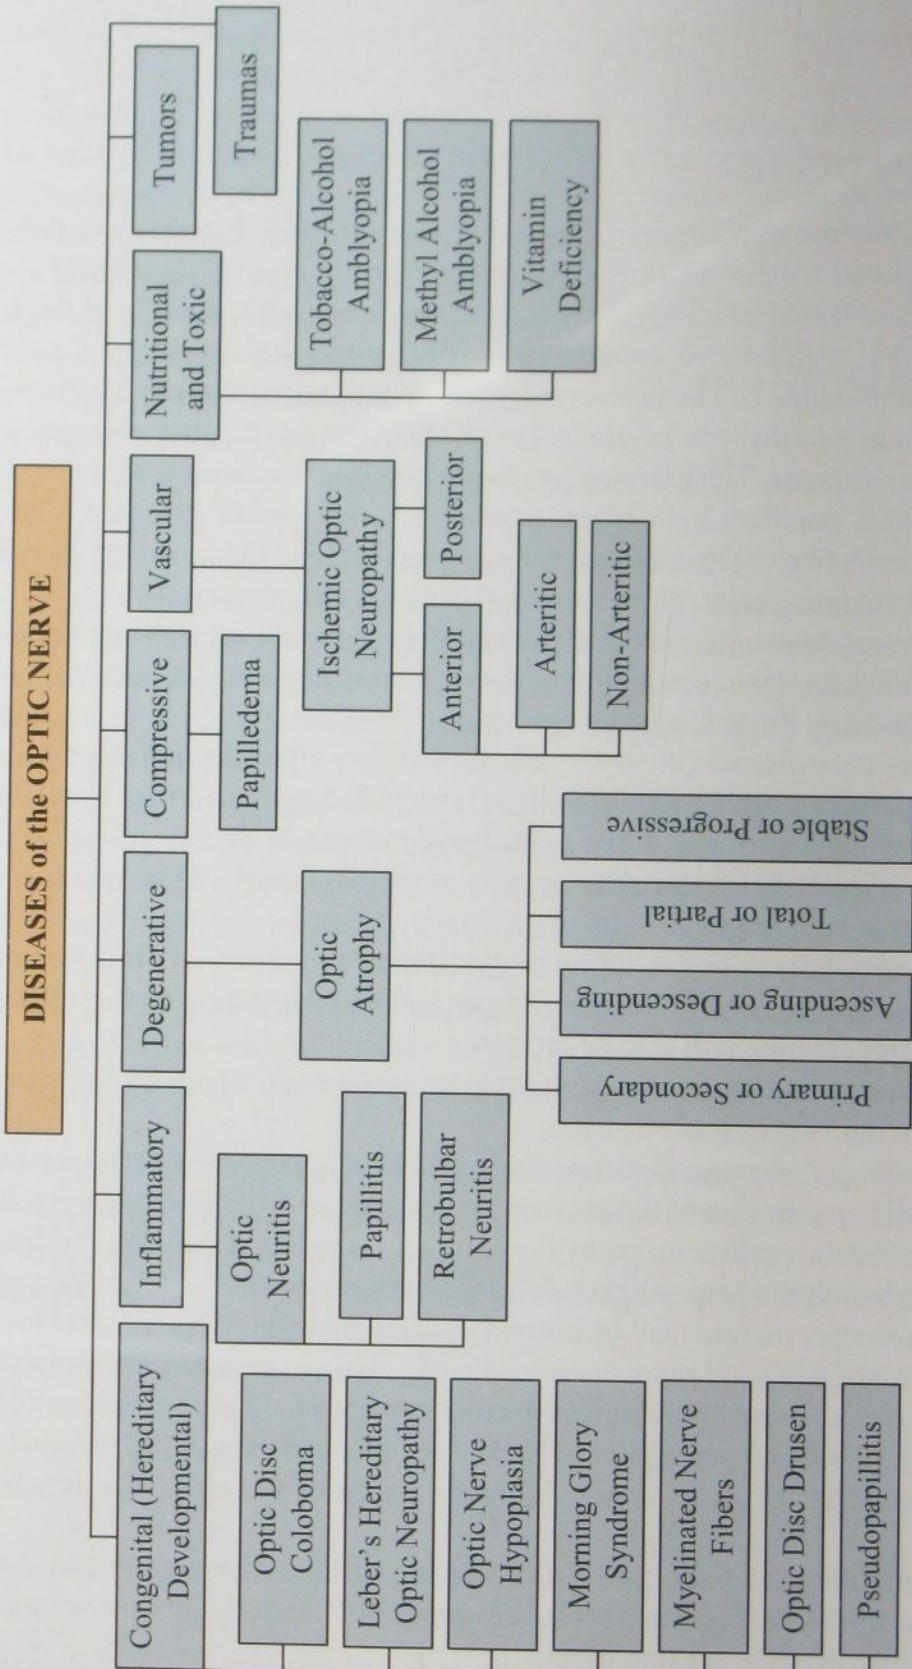 DISEASES of the OPTIC NERVE
Congenital (Hereditary
Developmental)
Optic Disc
Coloboma
Leber's Hereditary
Optic Neuropathy
Optic Nerve
Hypoplasia
Morning Glory
Syndrome
Myelinated Nerve
Fibers
Optic Disc Drusen
Pseudopapillitis
Inflammatory
Optic
Neuritis
Papillitis
Retrobulbar
Neuritis
Degenerative
Optic
Atrophy
Primary or Secondary
Ascending or Descending
Total or Partial
Stable or Progressive
Compressive
Papilledema
Vascular
Ischemic Optic
Neuropathy
Anterior
Arteritic
Non-Arteritic
Posterior
Nutritional
and Toxic
Tobacco-Alcohol
Amblyopia
Methyl Alcohol
Amblyopia
Vitamin
Deficiency
Tumors
Traumas